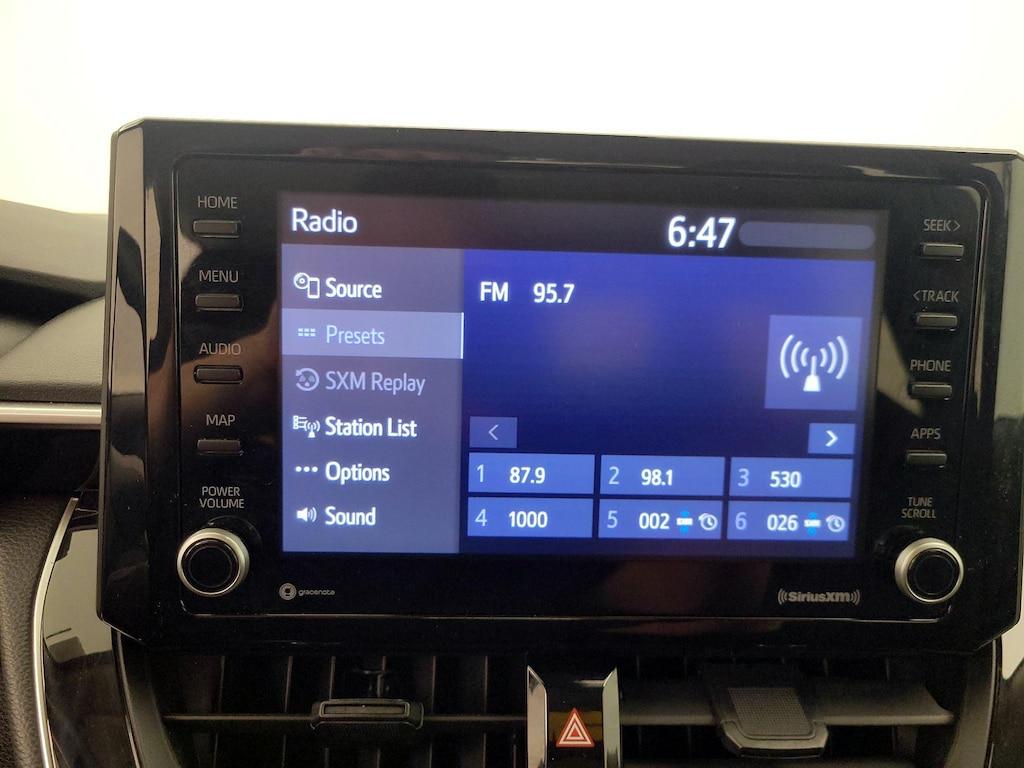 HOME
MENU
AUDIO
MAP
POWER
VOLUME
Radio
6:47
Source
Presets
SXM Replay
Station List
Options
Sound
FM 95.7
<
>
1 87.9
2 98.1
3 530
4 1000
5 002 SXM
6 026 SXM
SEEK>
<TRACK
PHONE
APPS
TUNE
SCROLL
gracenote
SiriusXM